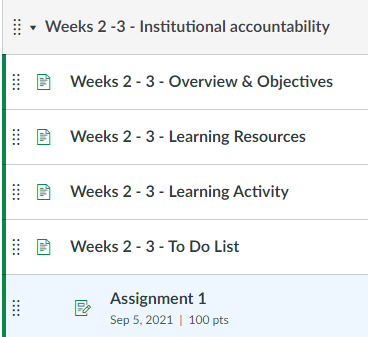 Weeks 2 -3 - Institutional accountability
Weeks 2 - 3 - Overview & Objectives
Weeks 2 - 3 - Learning Resources
Weeks 2 - 3 - Learning Activity
Weeks 2 - 3 - To Do List
Assignment 1
Sep 5, 2021 | 100 pts